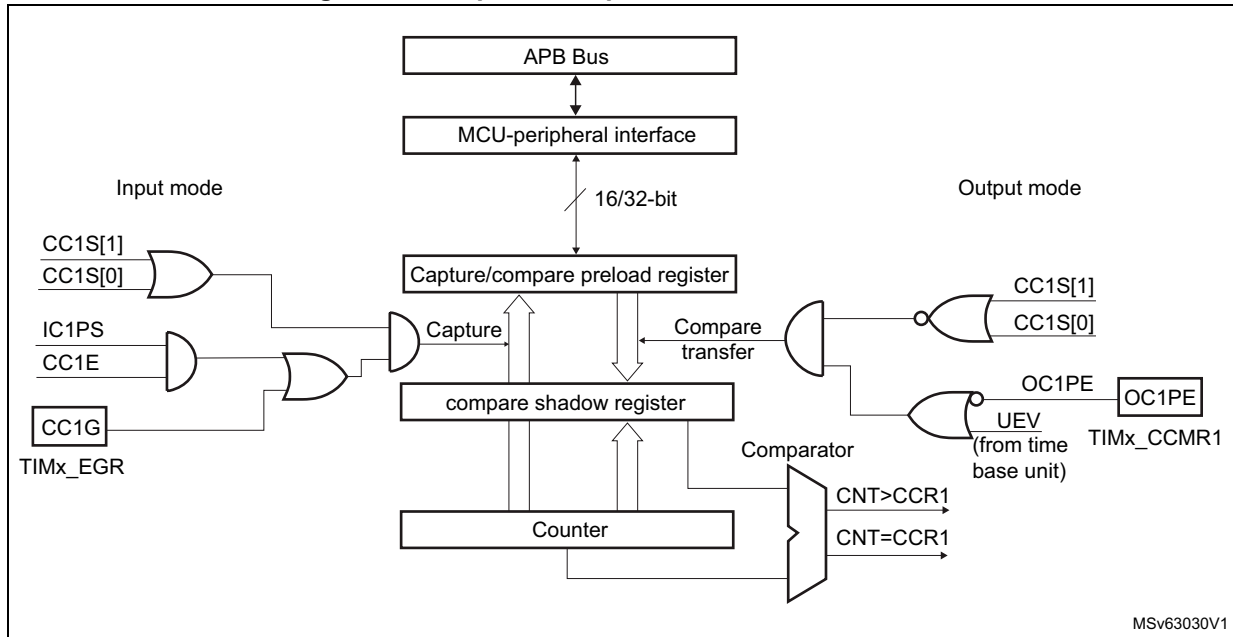 APB Bus
MCU-peripheral interface
Input mode
16/32-bit
Output mode
CC1S[1]
CC1S[0]
Capture/compare preload register
CC1S[1]
CC1S[0]
IC1PS
CC1E
Capture
Compare
transfer
CC1G
TIMx_EGR
compare shadow register
OC1PE
OC1PE
UEV
(from time
base unit)
TIMx_CCMR1
Comparator
CNT>CCR1
Counter
CNT=CCR1
MSv63030V1